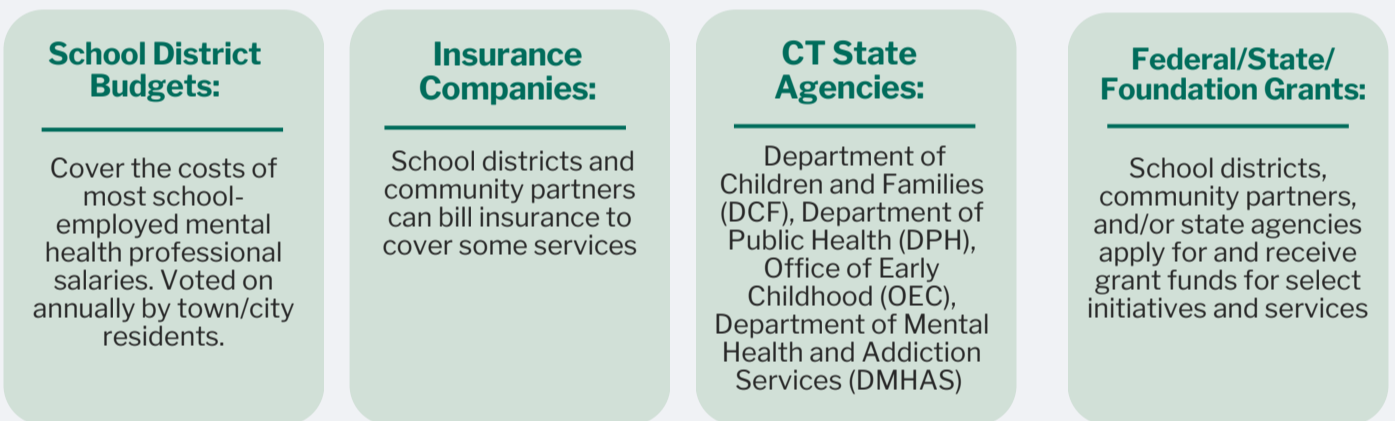 School District
Budgets:
Cover the costs of
most school-
employed mental
health professional
salaries. Voted on
annually by town/city
residents.
Insurance
Companies:
School districts and
community partners
can bill insurance to
cover some services
CT State
Agencies:
Department of
Children and Families
(DCF), Department of
Public Health (DPH),
Office of Early
Childhood (OEC),
Department of Mental
Health and Addiction
Services (DMHAS)
Federal/State/
Foundation Grants:
School districts,
community partners,
and/or state agencies
apply for and receive
grant funds for select
initiatives and services